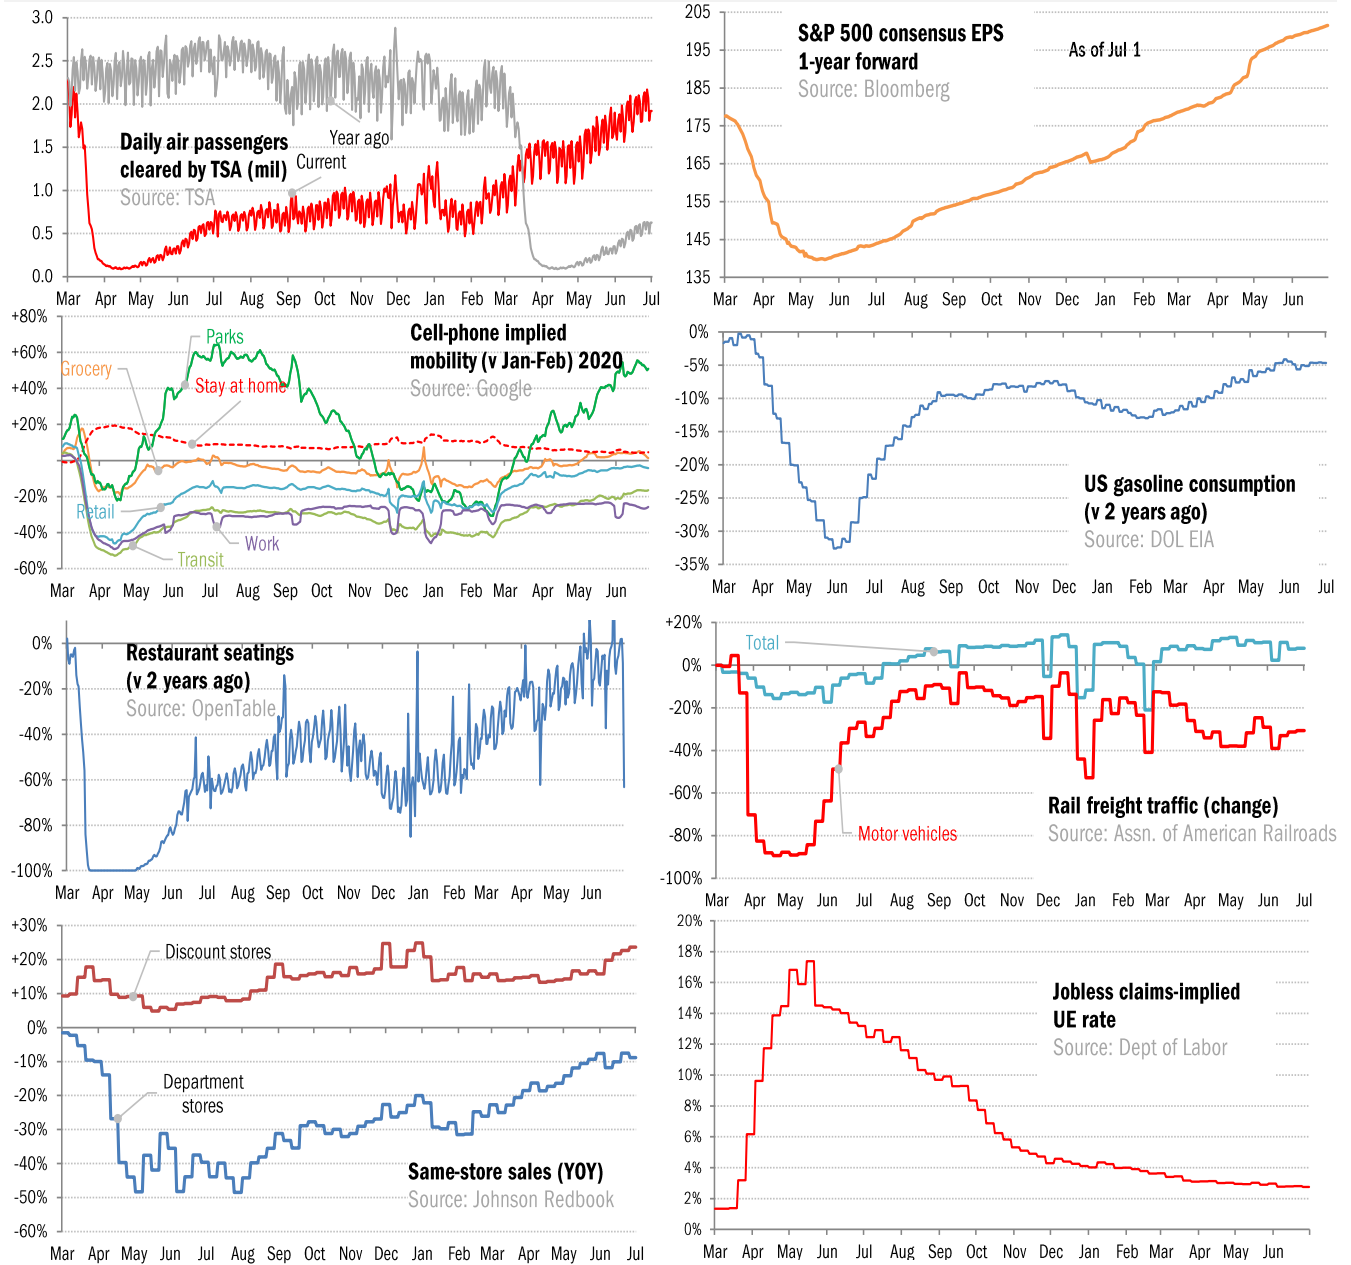 3.0
2.5
2.0
1.5
1.0
0.5
0.0
Daily air passengers
cleared by TSA (mil)
Source: TSA
Year ago
Current
Mar Apr May Jun Jul Aug Sep Oct Nov Dec Jan Feb Mar Apr May Jun Jul
205
195
185
175
165
155
145
135
S&P 500 consensus EPS
1-year forward
Source: Bloomberg
As of Jul 1
Mar Apr May Jun Jul Aug Sep Oct Nov Dec Jan Feb Mar Apr May Jun
+80%
+60%
+40%
+20%
-20%
-40%
-60%
Cell-phone implied
mobility (v Jan-Feb) 2020
Source: Google
Parks
Grocery
Stay at home
Retail
Work
Transit
Mar Apr May Jun Jul Aug Sep Oct Nov Dec Jan Feb Mar Apr May Jun
0%
-5%
-10%
-15%
-20%
-25%
-30%
-35%
US gasoline consumption
(v 2 years ago)
Source: DOL EIA
Mar Apr May Jun Jul Aug Sep Oct Nov Dec Jan Feb Mar Apr May Jun Jul
0%
-20%
-40%
-60%
-80%
-100%
Restaurant seatings
(v 2 years ago)
Source: OpenTable
Mar Apr May Jun Jul Aug Sep Oct Nov Dec Jan Feb Mar Apr May Jun
+20%
0%
-20%
-40%
-60%
-80%
-100%
Total
Motor vehicles
Rail freight traffic (change)
Source: Assn. of American Railroads
Mar Apr May Jun Jul Aug Sep Oct Nov Dec Jan Feb Mar Apr May Jun Jul
+30%
+20%
+10%
0%
-10%
-20%
-30%
-40%
-50%
-60%
Discount stores
Department
stores
Same-store sales (YOY)
Source: Johnson Redbook
Mar Apr May Jun Jul Aug Sep Oct Nov Dec Jan Feb Mar Apr May Jun Jul
20%
18%
16%
14%
12%
10%
8%
6%
4%
2%
0%
Jobless claims-implied
UE rate
Source: Dept of Labor
Mar Apr May Jun Jul Aug Sep Oct Nov Dec Jan Feb Mar Apr May Jun